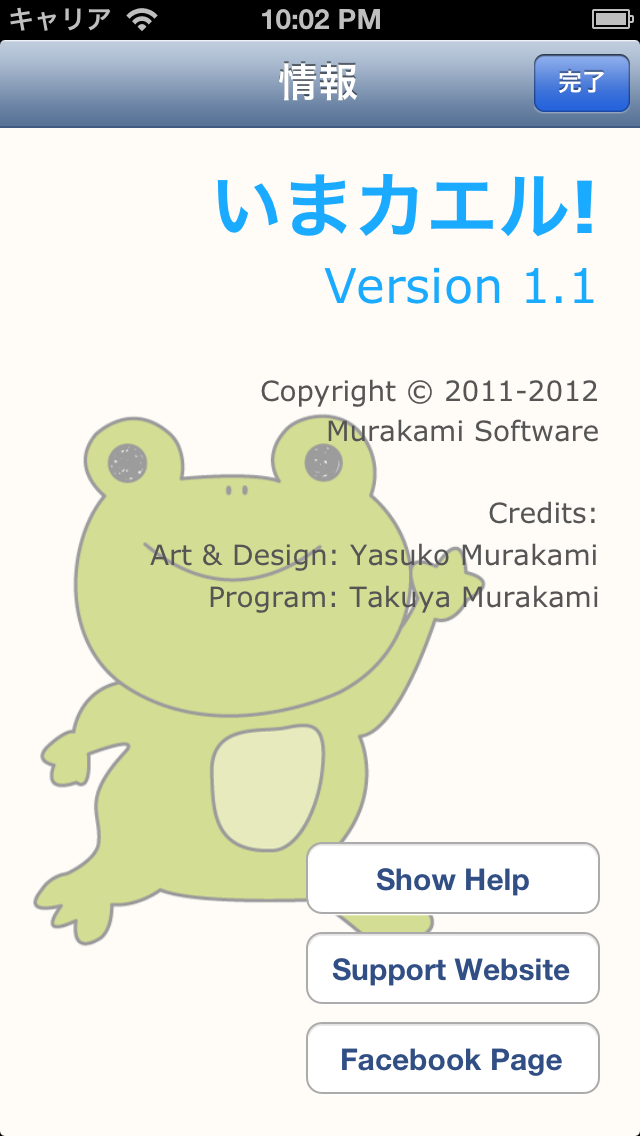 キャリア 10:02 PM
情報
完了
いまカエル!
Version 1.1
Copyright © 2011-2012
Murakami Software
Credits:
Art & Design: Yasuko Murakami
Program: Takuya Murakami
Show Help
Support Website
Facebook Page